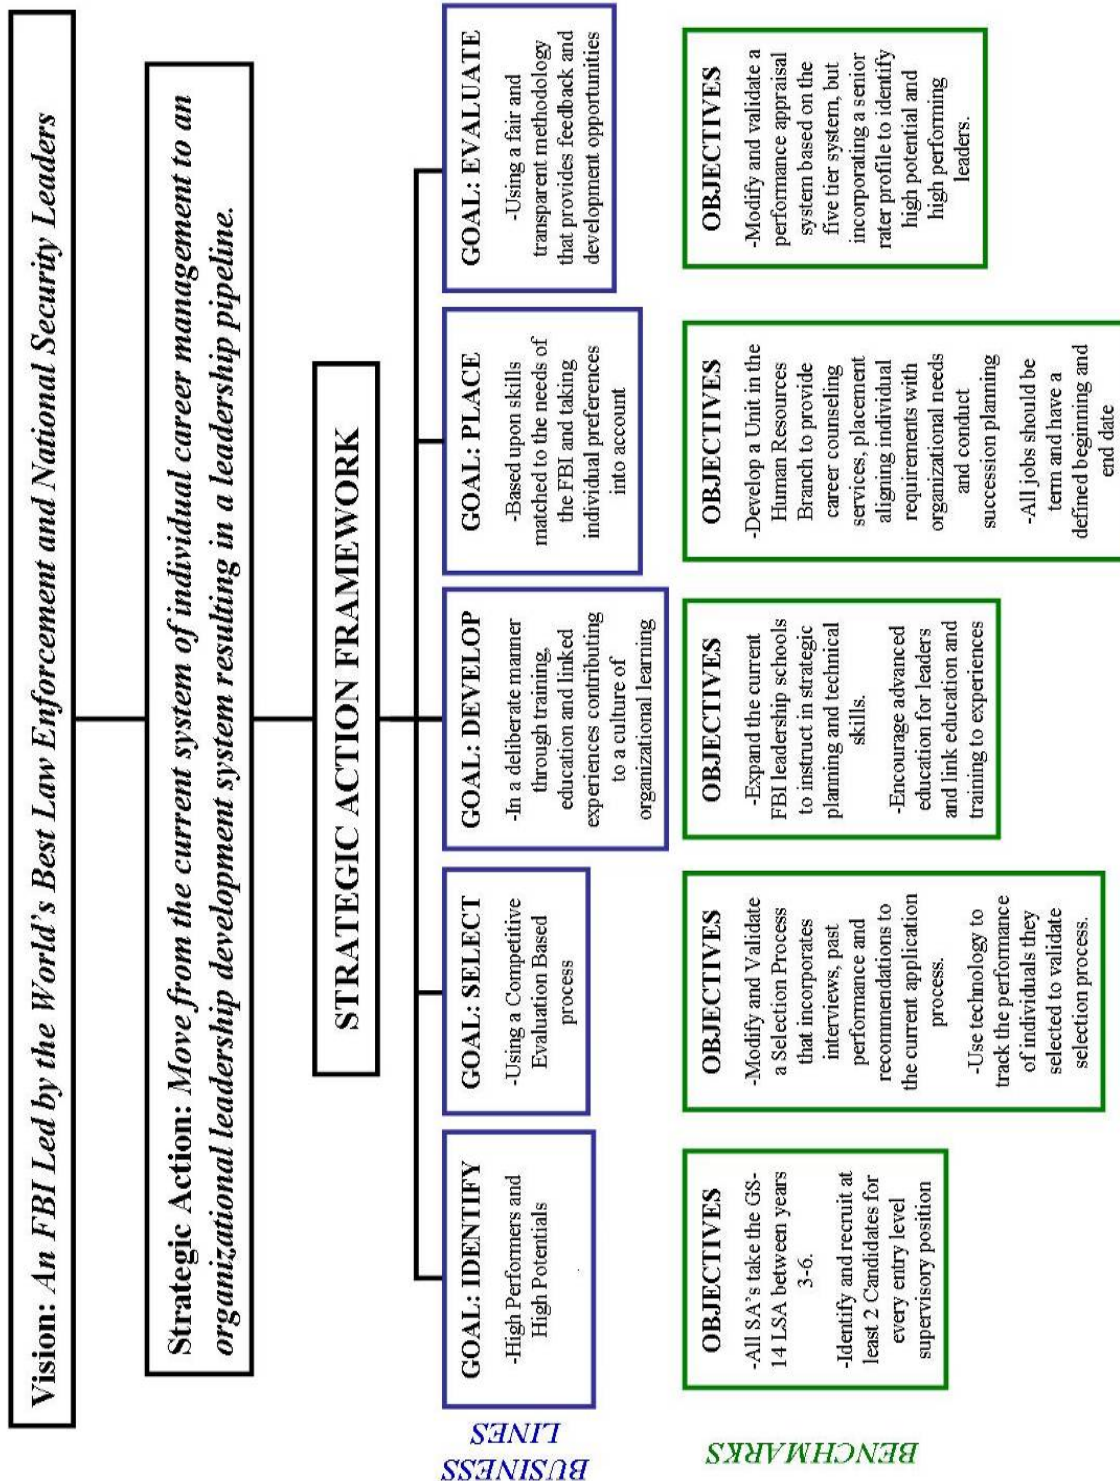 Vision: An FBI Led by the World's Best Law Enforcement and National Security Leaders
Strategic Action: Move from the current system of individual career management to an
organizational leadership development system resulting in a leadership pipeline.
STRATEGIC ACTION FRAMEWORK
BUSINESS
LINES
GOAL: IDENTIFY
-High Performers and
High Potentials
GOAL: SELECT
-Using a Competitive
Evaluation Based
process
GOAL: DEVELOP
-In a deliberate manner
through training,
education and linked
experiences contributing
to a culture of
organizational learning
GOAL: PLACE
-Based upon skills
matched to the needs of
the FBI and taking
individual preferences
into account
GOAL: EVALUATE
-Using a fair and
transparent methodology
that provides feedback and
development opportunities
BENCHMARKS
OBJECTIVES
-All SA's take the GS-
14 LSA between years
3-6.
-Identify and recruit at
least 2 Candidates for
every entry level
supervisory position
OBJECTIVES
-Modify and Validate
a Selection Process
that incorporates
interviews, past
performance and
recommendations to
the current application
process.
-Use technology to
track the performance
of individuals they
selected to validate
selection process.
OBJECTIVES
-Expand the current
FBI leadership schools
to instruct in strategic
planning and technical
skills.
-Encourage advanced
education for leaders
and link education and
training to experiences
OBJECTIVES
-Develop a Unit in the
Human Resources
Branch to provide
career counseling
services, placement
aligning individual
requirements with
organizational needs
and conduct
succession planning
-All jobs should be
term and have a
defined beginning and
end date
OBJECTIVES
-Modify and validate a
performance appraisal
system based on the
five tier system, but
incorporating a senior
rater profile to identify
high potential and
high performing
leaders.